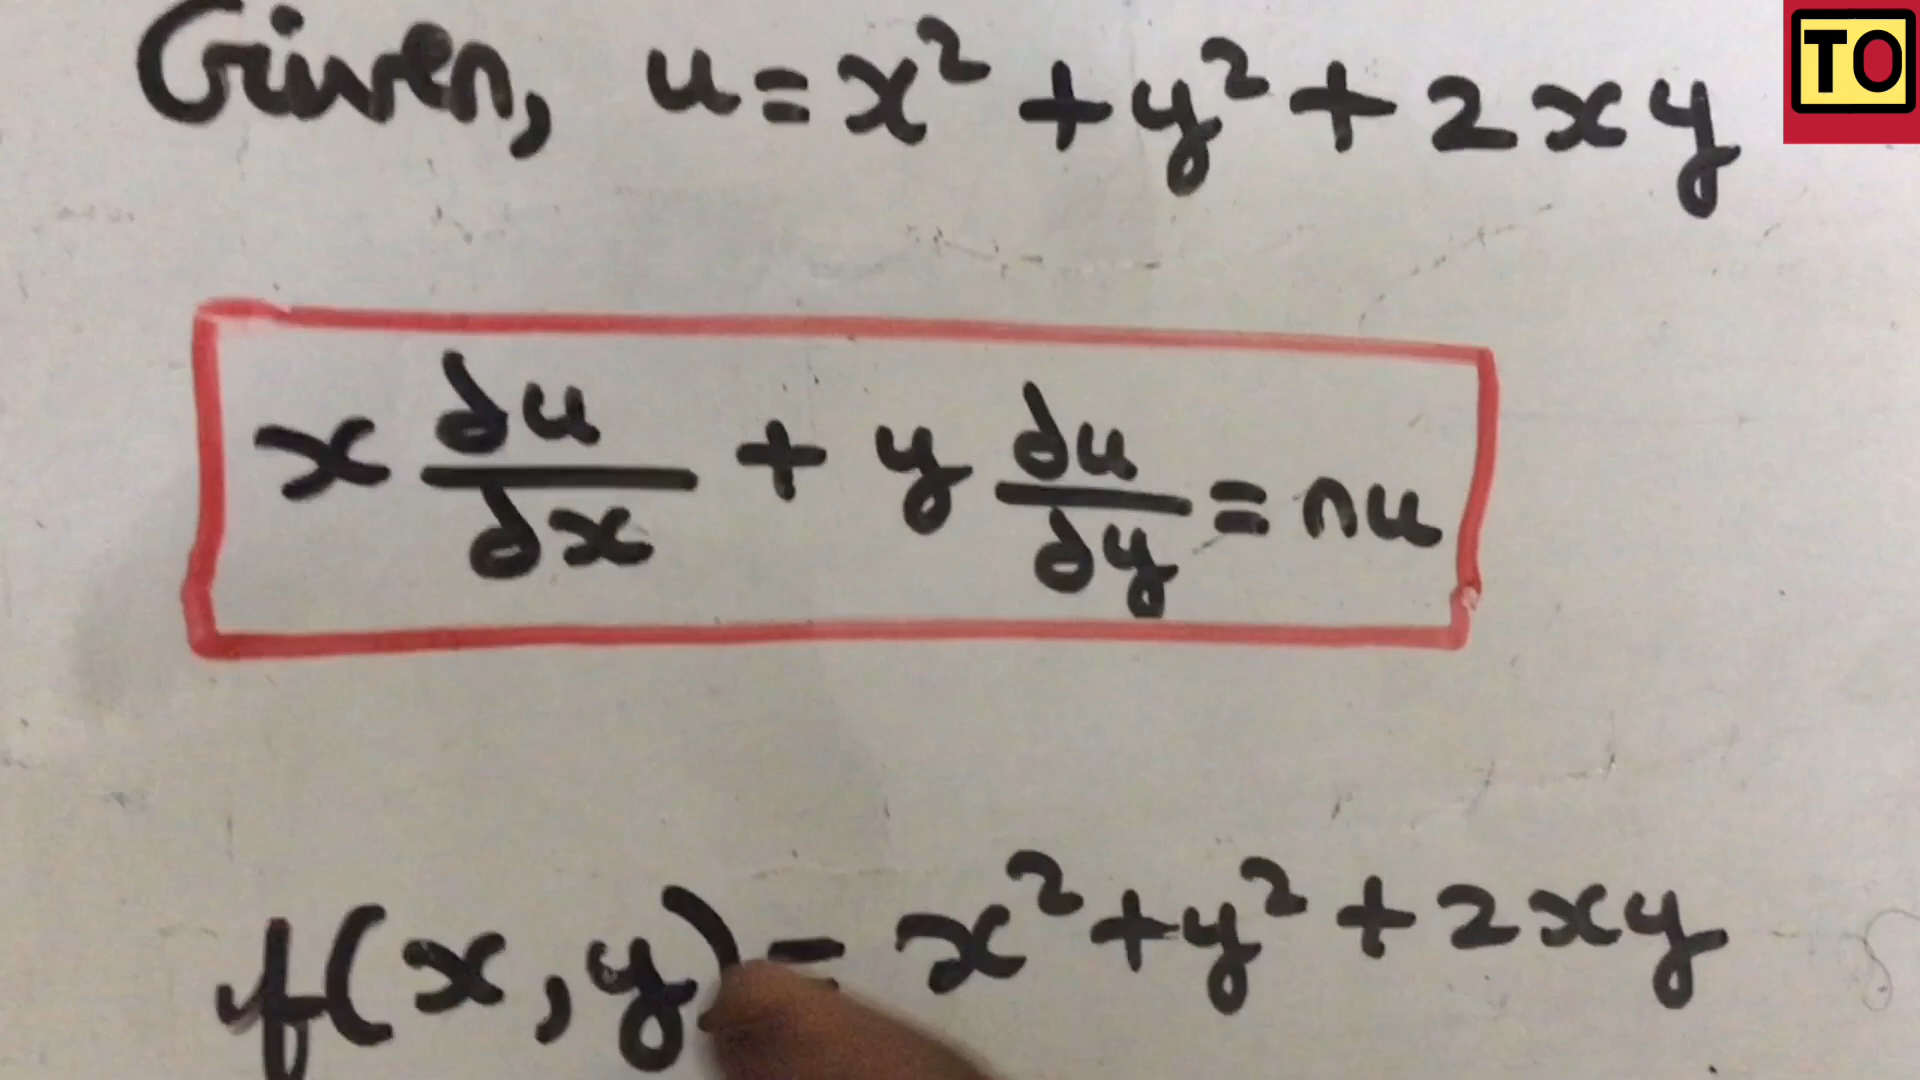 Given, u = x² + y² + 2xy
TO
x ∂u/∂x + y ∂u/∂y = nu
f(x, y) = x² + y² + 2xy